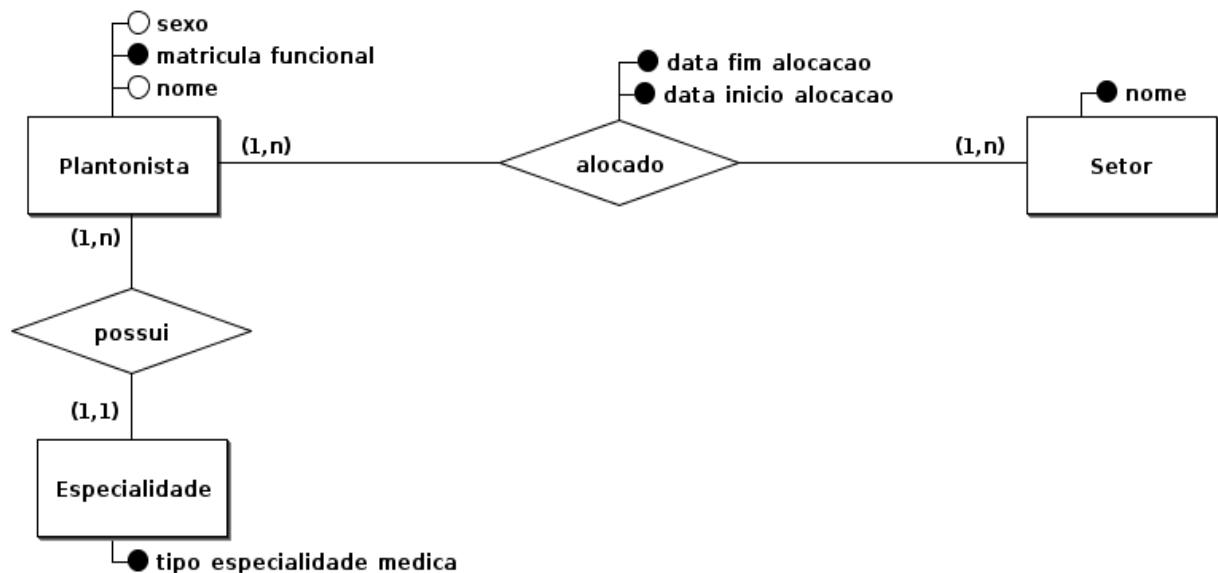 sexo
matricula funcional
nome
data fim alocacao
data inicio alocacao
nome
(1,n)
(1,n)
Plantonista
alocado
Setor
(1,n)
possui
(1,1)
Especialidade
tipo especialidade medica